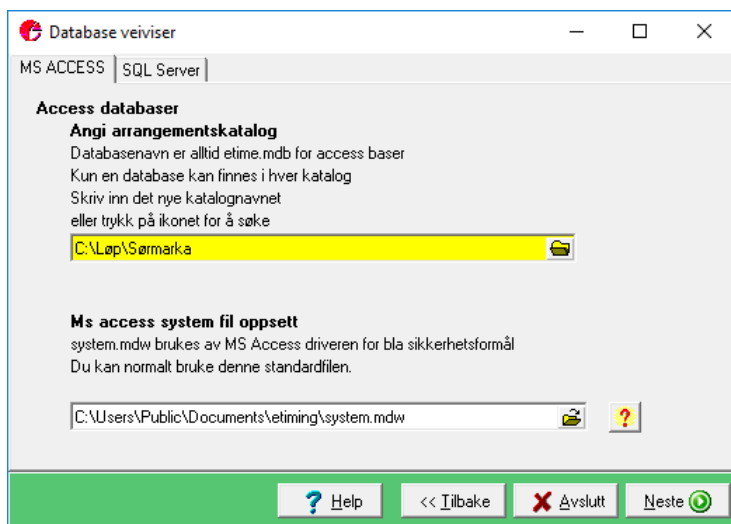 Database veiviser
MS ACCESS
SQL Server
Access databaser
Angi arrangementskatalog
Databasenavn er alltid etime.mdb for access baser
Kun en database kan finnes i hver katalog
Skriv inn det nye katalognavnet
eller trykk på ikonet for å søke
C:\Løp\Sørmarka
Ms access system fil oppsett
system.mdw brukes av MS Access driveren for bla sikkerhetsformål
Du kan normalt bruke denne standardfilen.
C:\Users\Public\Documents\etiming\system.mdw
?
? Help
<< Tilbake
Avslutt
Neste